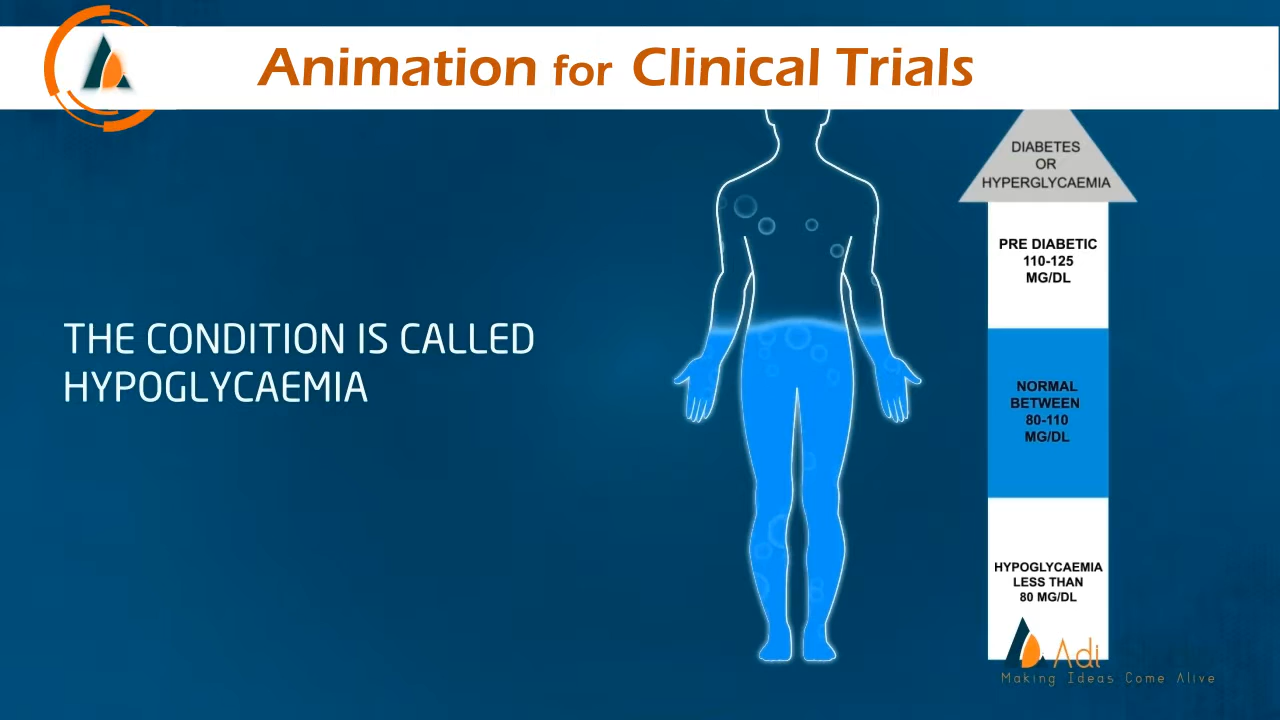 Animation for Clinical Trials
DIABETES
OR
HYPERGLYCAEMIA
PRE DIABETIC
110-125
MG/DL
THE CONDITION IS CALLED
HYPOGLYCAEMIA
NORMAL
BETWEEN
80-110
MG/DL
HYPOGLYCAEMIA
LESS THAN
80 MG/DL
Adi
Making Ideas Come Alive